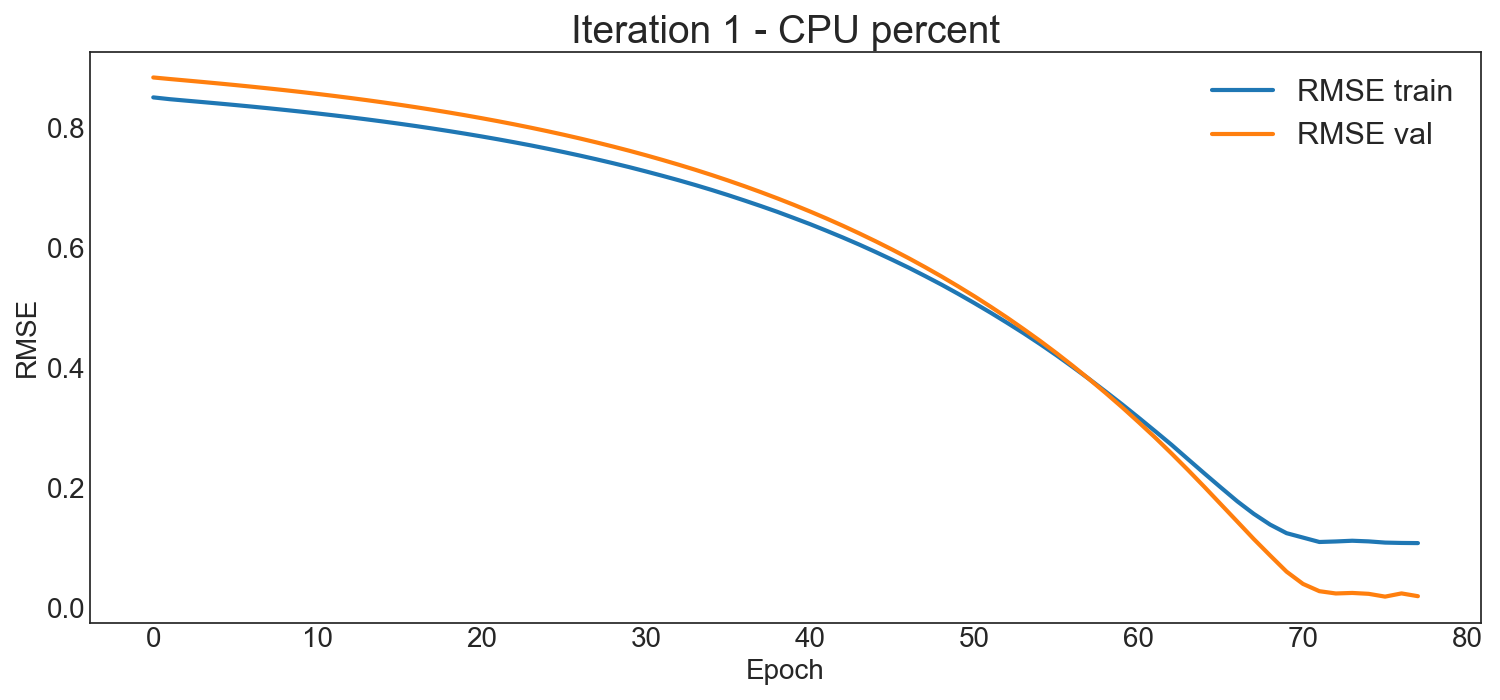 Iteration 1 - CPU percent
RMSE train
RMSE val
RMSE
0.8
0.6
0.4
0.2
0.0
0 10 20 30 40 50 60 70 80
Epoch